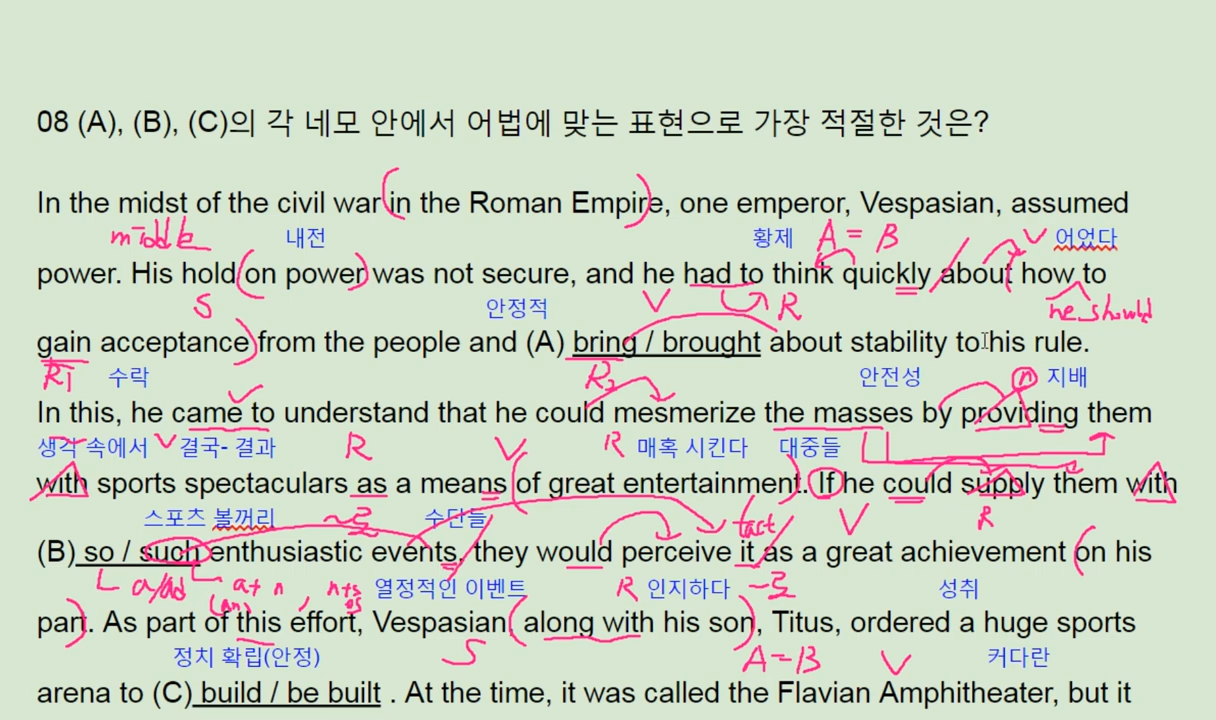 08 (A), (B), (C)의 각 네모 안에서 어법에 맞는 표현으로 가장 적절한 것은?
In the midst of the civil war (in the Roman Empire), one emperor, Vespasian, assumed
middle 내전 황제 A = B V 어었다
power. His hold (on power) was not secure, and he had to think quickly about how to
S 안정적 V R he should
gain acceptance) from the people and (A) bring / brought about stability to his rule.
R1 수락 R2 안전성 n 지배
In this, he came to understand that he could mesmerize the masses by providing them
생각 속에서 V 결국- 결과 R V R 매혹 시킨다 대중들
with sports spectaculars as a means (of great entertainment). If he could supply them with
스포츠 볼꺼리 ~로 수단들 fact V R
(B) so / such enthusiastic events, they would perceive it as a great achievement (on his
a/ad a+ n (an) , n+s 열정적인 이벤트 R 인지하다 ~로 성취
part). As part of this effort, Vespasian, (along with his son), Titus, ordered a huge sports
정치 확립(안정) S A=B V 커다란
arena to (C) build / be built . At the time, it was called the Flavian Amphitheater, but it